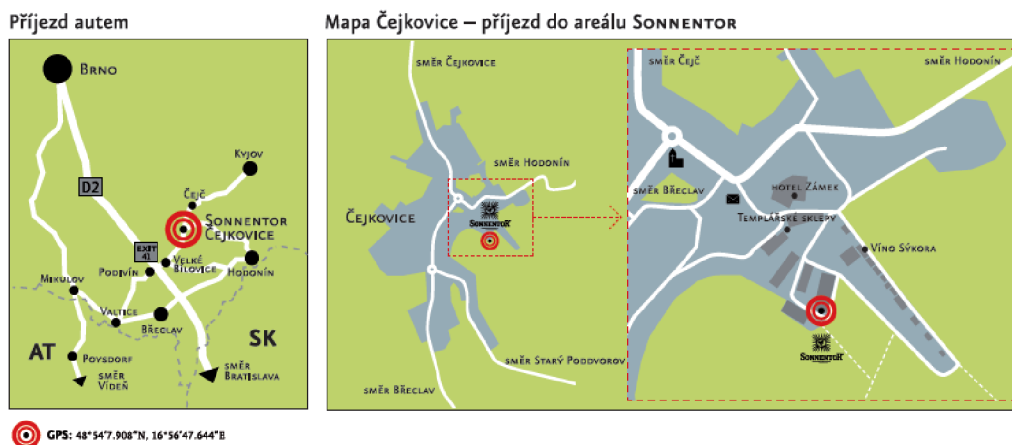 Příjezd autem
Mapa Čejkovice – příjezd do areálu Sonnentor
Brno
D2
Kyjov
Čejč
Sonnentor
Čejkovice
EXIT
41
Velké
Bílovice
Podivín
Hodonín
Mikulov
Valtice
Břeclav
AT
SK
Poysdorf
směr
Vídeň
směr
Bratislava
směr Čejkovice
směr Hodonín
Čejkovice
Sonnentor
směr Starý Poddvorov
směr Břeclav
směr Čejč
směr Hodonín
směr Břeclav
hotel Zámek
Templářské sklepy
Víno Sýkora
Sonnentor
GPS: 48°54'7.908"N, 16°56'47.644"E